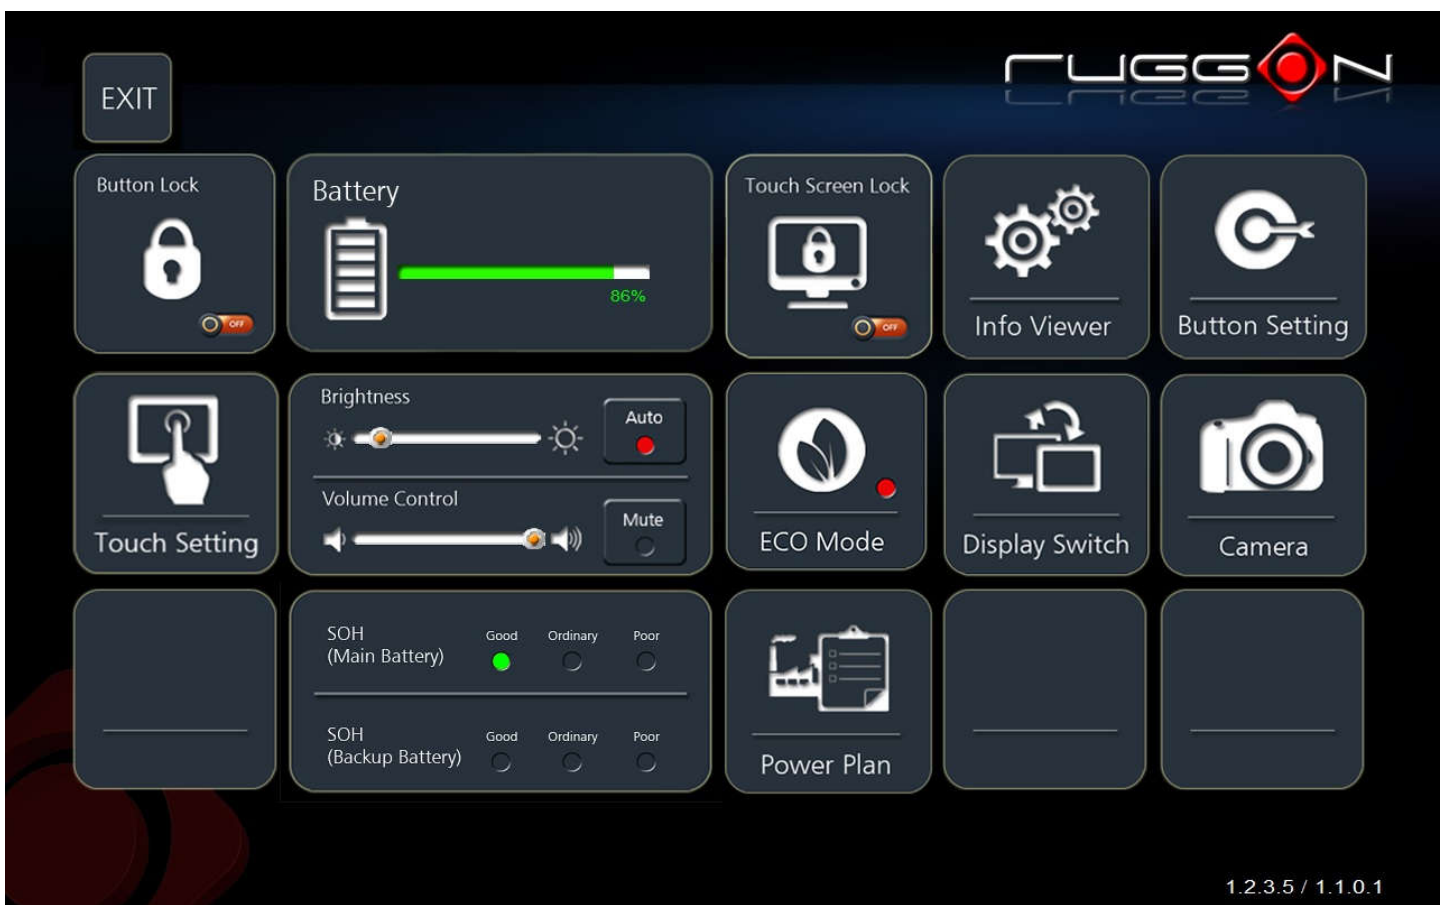 EXIT
RUGGON
Button Lock
OFF
Battery
86%
Touch Screen Lock
OFF
Info Viewer
Button Setting
Touch Setting
Brightness
Auto
Volume Control
Mute
ECO Mode
Display Switch
Camera
SOH
(Main Battery)
Good Ordinary Poor
SOH
(Backup Battery)
Good Ordinary Poor
Power Plan
1.2.3.5 / 1.1.0.1